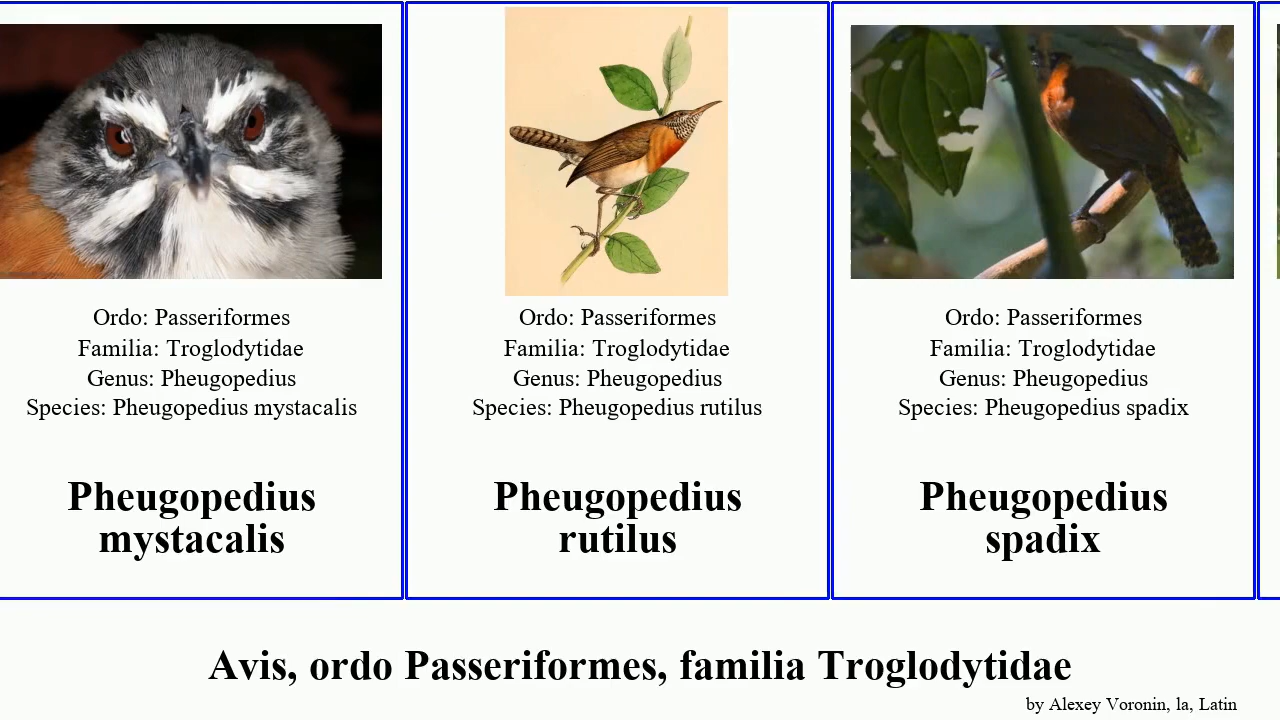 Ordo: Passeriformes
Familia: Troglodytidae
Genus: Pheugopedius
Species: Pheugopedius mystacalis
Pheugopedius
mystacalis
Ordo: Passeriformes
Familia: Troglodytidae
Genus: Pheugopedius
Species: Pheugopedius rutilus
Pheugopedius
rutilus
Ordo: Passeriformes
Familia: Troglodytidae
Genus: Pheugopedius
Species: Pheugopedius spadix
Pheugopedius
spadix
Avis, ordo Passeriformes, familia Troglodytidae
by Alexey Voronin, la, Latin